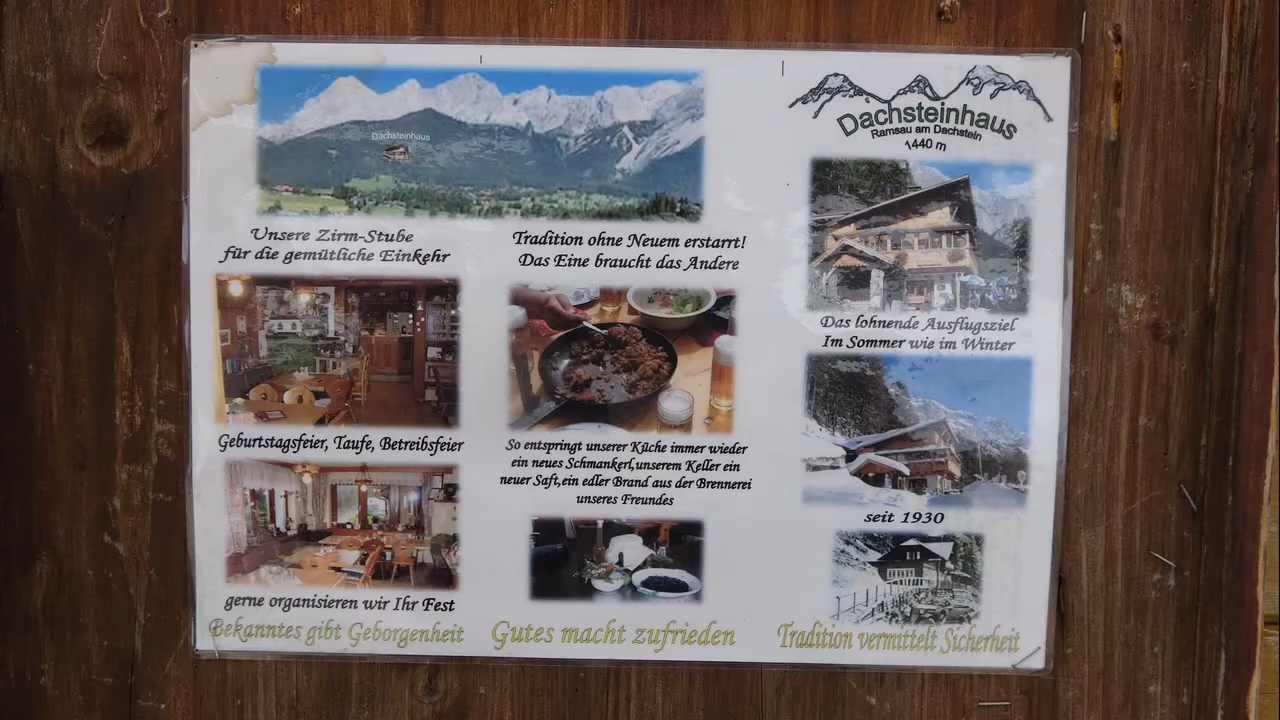 Dachsteinhaus
Unsere Zirm-Stube
für die gemütliche Einkehr
Geburtstagsfeier, Taufe, Betreibsfeier
gerne organisieren wir Ihr Fest
Bekanntes gibt Geborgenheit
Tradition ohne Neuem erstarrt!
Das Eine braucht das Andere
So entspringt unserer Küche immer wieder
ein neues Schmankerl,unserem Keller ein
neuer Saft,ein edler Brand aus der Brennerei
unseres Freundes
Gutes macht zufrieden
Dachsteinhaus
Ramsau am Dachstein
1440 m
Das lohnende Ausflugsziel
Im Sommer wie im Winter
seit 1930
Tradition vermittelt Sicherheit